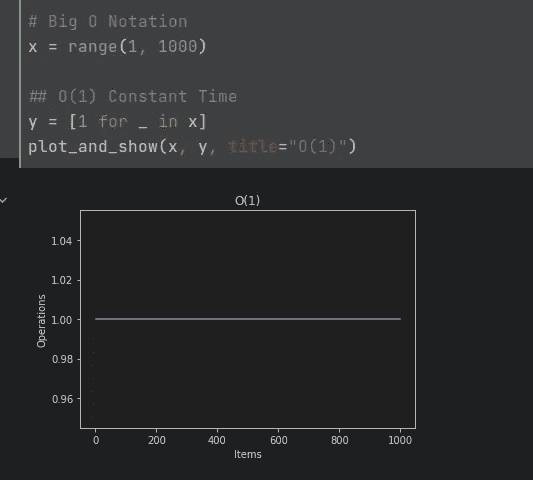 # Big O Notation
x = range(1, 1000)
## O(1) Constant Time
y = [1 for _ in x]
plot_and_show(x, y, title="O(1)")
O(1)
1.04
1.02
1.00
0.98
0.96
Operations
0 200 400 600 800 1000
Items